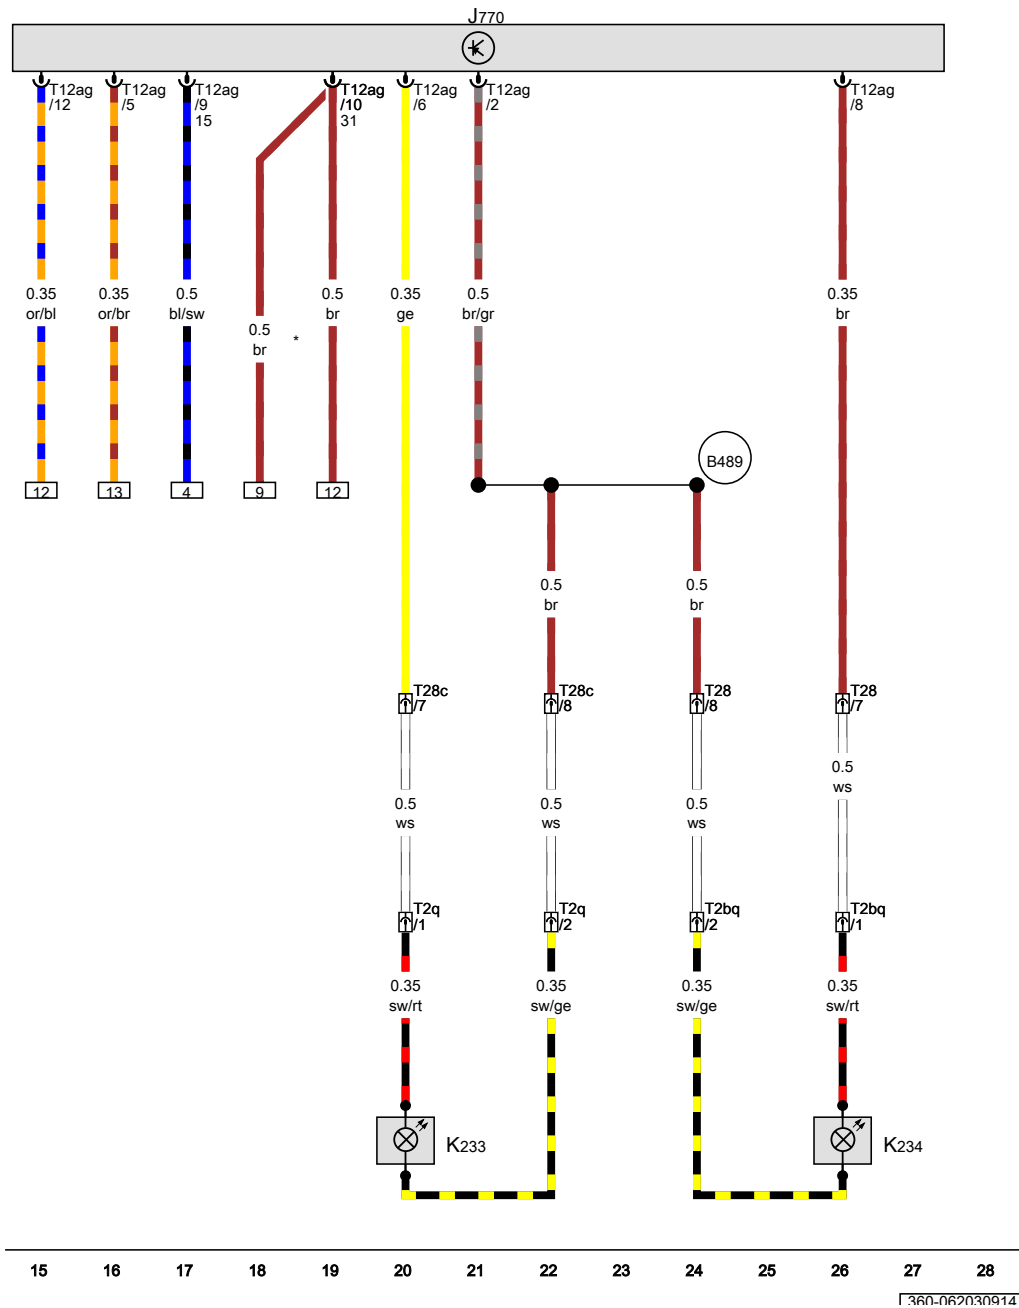 J770
T12ag T12ag T12ag T12ag T12ag T12ag T12ag
/12 /5 /9 /10 /6 /2 /8
15 31
0.35 0.35 0.5 0.5 0.35 0.5 0.35
or/bl or/br bl/sw br ge br/gr br
0.5 *
br
B489
12 13 4 9 12
0.5 0.5
br br
T28c T28c T28 T28
/7 /8 /8 /7
0.5
ws
0.5 0.5 0.5
ws ws ws
T2q T2q T2bq T2bq
/1 /2 /2 /1
0.35 0.35 0.35 0.35
sw/rt sw/ge sw/ge sw/rt
K233 K234
15 16 17 18 19 20 21 22 23 24 25 26 27 28
360-062030914